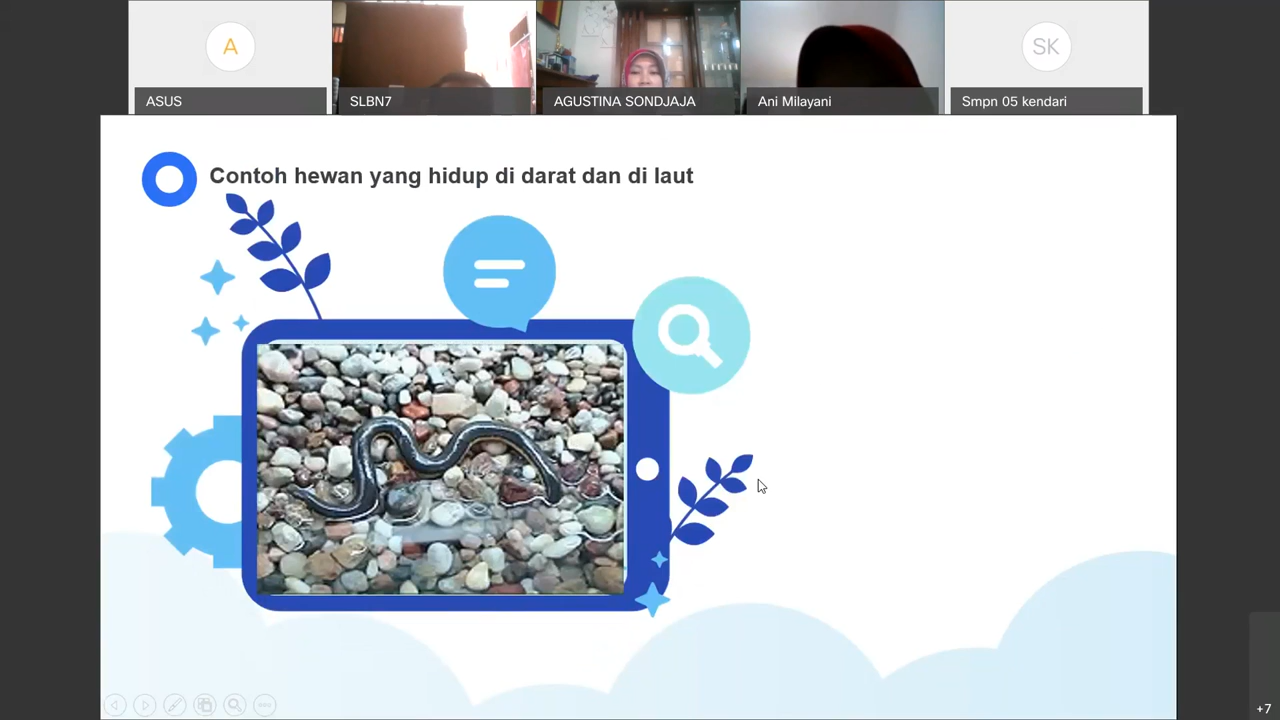 A
SK
ASUS
SLBN7
AGUSTINA SONDJAJA
Ani Milayani
Smpn 05 kendari
Contoh hewan yang hidup di darat dan di laut
+7